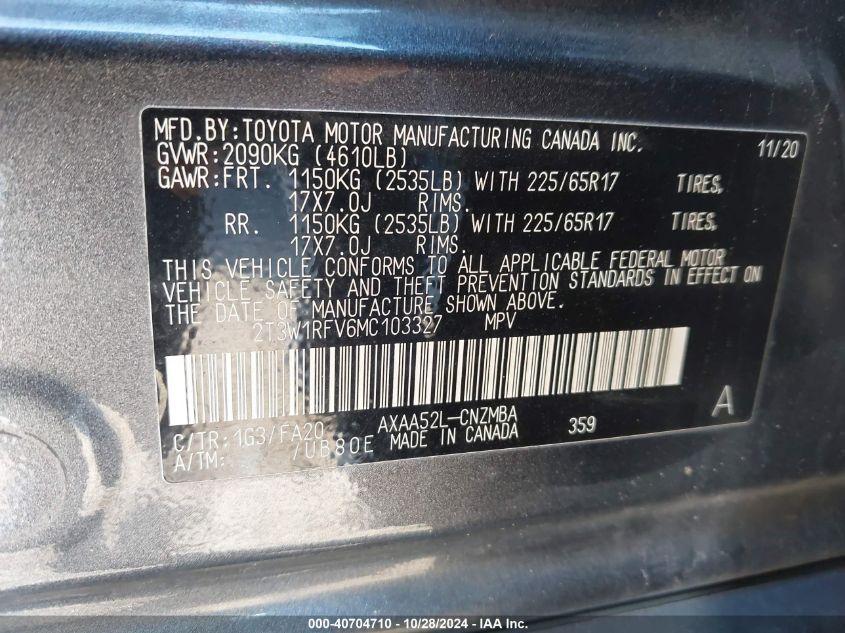 MFD.BY:TOYOTA MOTOR MANUFACTURING CANADA INC. 11/20
GVWR:2090KG (4610LB)
GAWR:FRT. 1150KG (2535LB) WITH 225/65R17 TIRES,
17X7.0J RIMS.
RR. 1150KG (2535LB) WITH 225/65R17 TIRES,
17X7.0J RIMS.
THIS VEHICLE CONFORMS TO ALL APPLICABLE FEDERAL MOTOR
VEHICLE SAFETY AND THEFT PREVENTION STANDARDS IN EFFECT ON
THE DATE OF MANUFACTURE SHOWN ABOVE.
2T3W1RFV6MC103327 MPV
C/TR:1G3/FA20 AXAA52L-CNZMBA 359 A
A/TM: /UB80E MADE IN CANADA
000-40704710 - 10/28/2024 - IAA Inc.